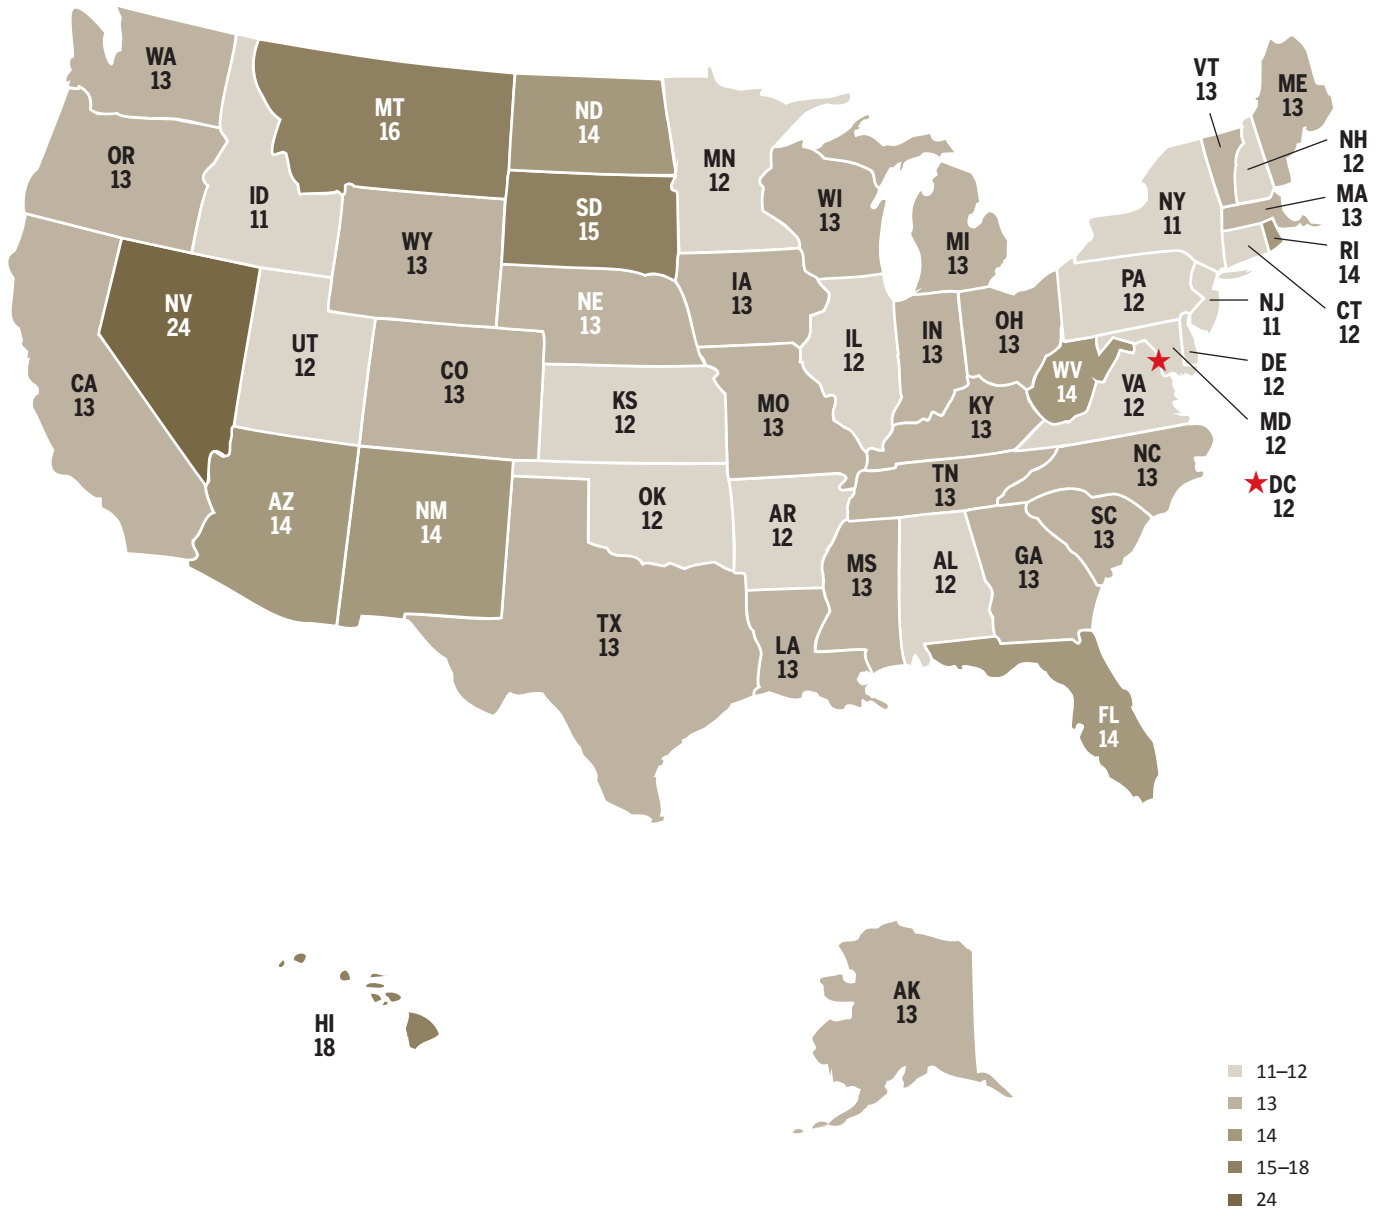 WA
13
OR
13
CA
13
ID
11
NV
24
MT
16
WY
13
UT
12
CO
13
AZ
14
NM
14
ND
14
SD
15
NE
13
KS
12
OK
12
TX
13
MN
12
IA
13
MO
13
AR
12
LA
13
WI
13
IL
12
MS
13
MI
13
IN
13
OH
13
KY
13
TN
13
AL
12
GA
13
FL
14
SC
13
NC
13
VA
12
WV
14
PA
12
NY
11
VT
13
ME
13
NH
12
MA
13
RI
14
CT
12
NJ
11
DE
12
MD
12
DC
12
HI
18
AK
13
11–12
13
14
15–18
24